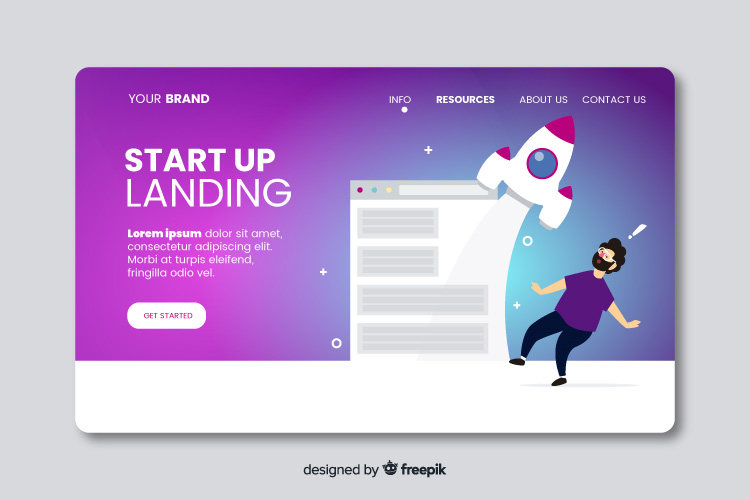 YOUR BRAND
INFO
RESOURCES
ABOUT US
CONTACT US
START UP
LANDING
Lorem ipsum dolor sit amet,
consectetur adipiscing elit.
Morbi at turpis eleifend,
fringilla odio vel.
GET STARTED
designed by freepik